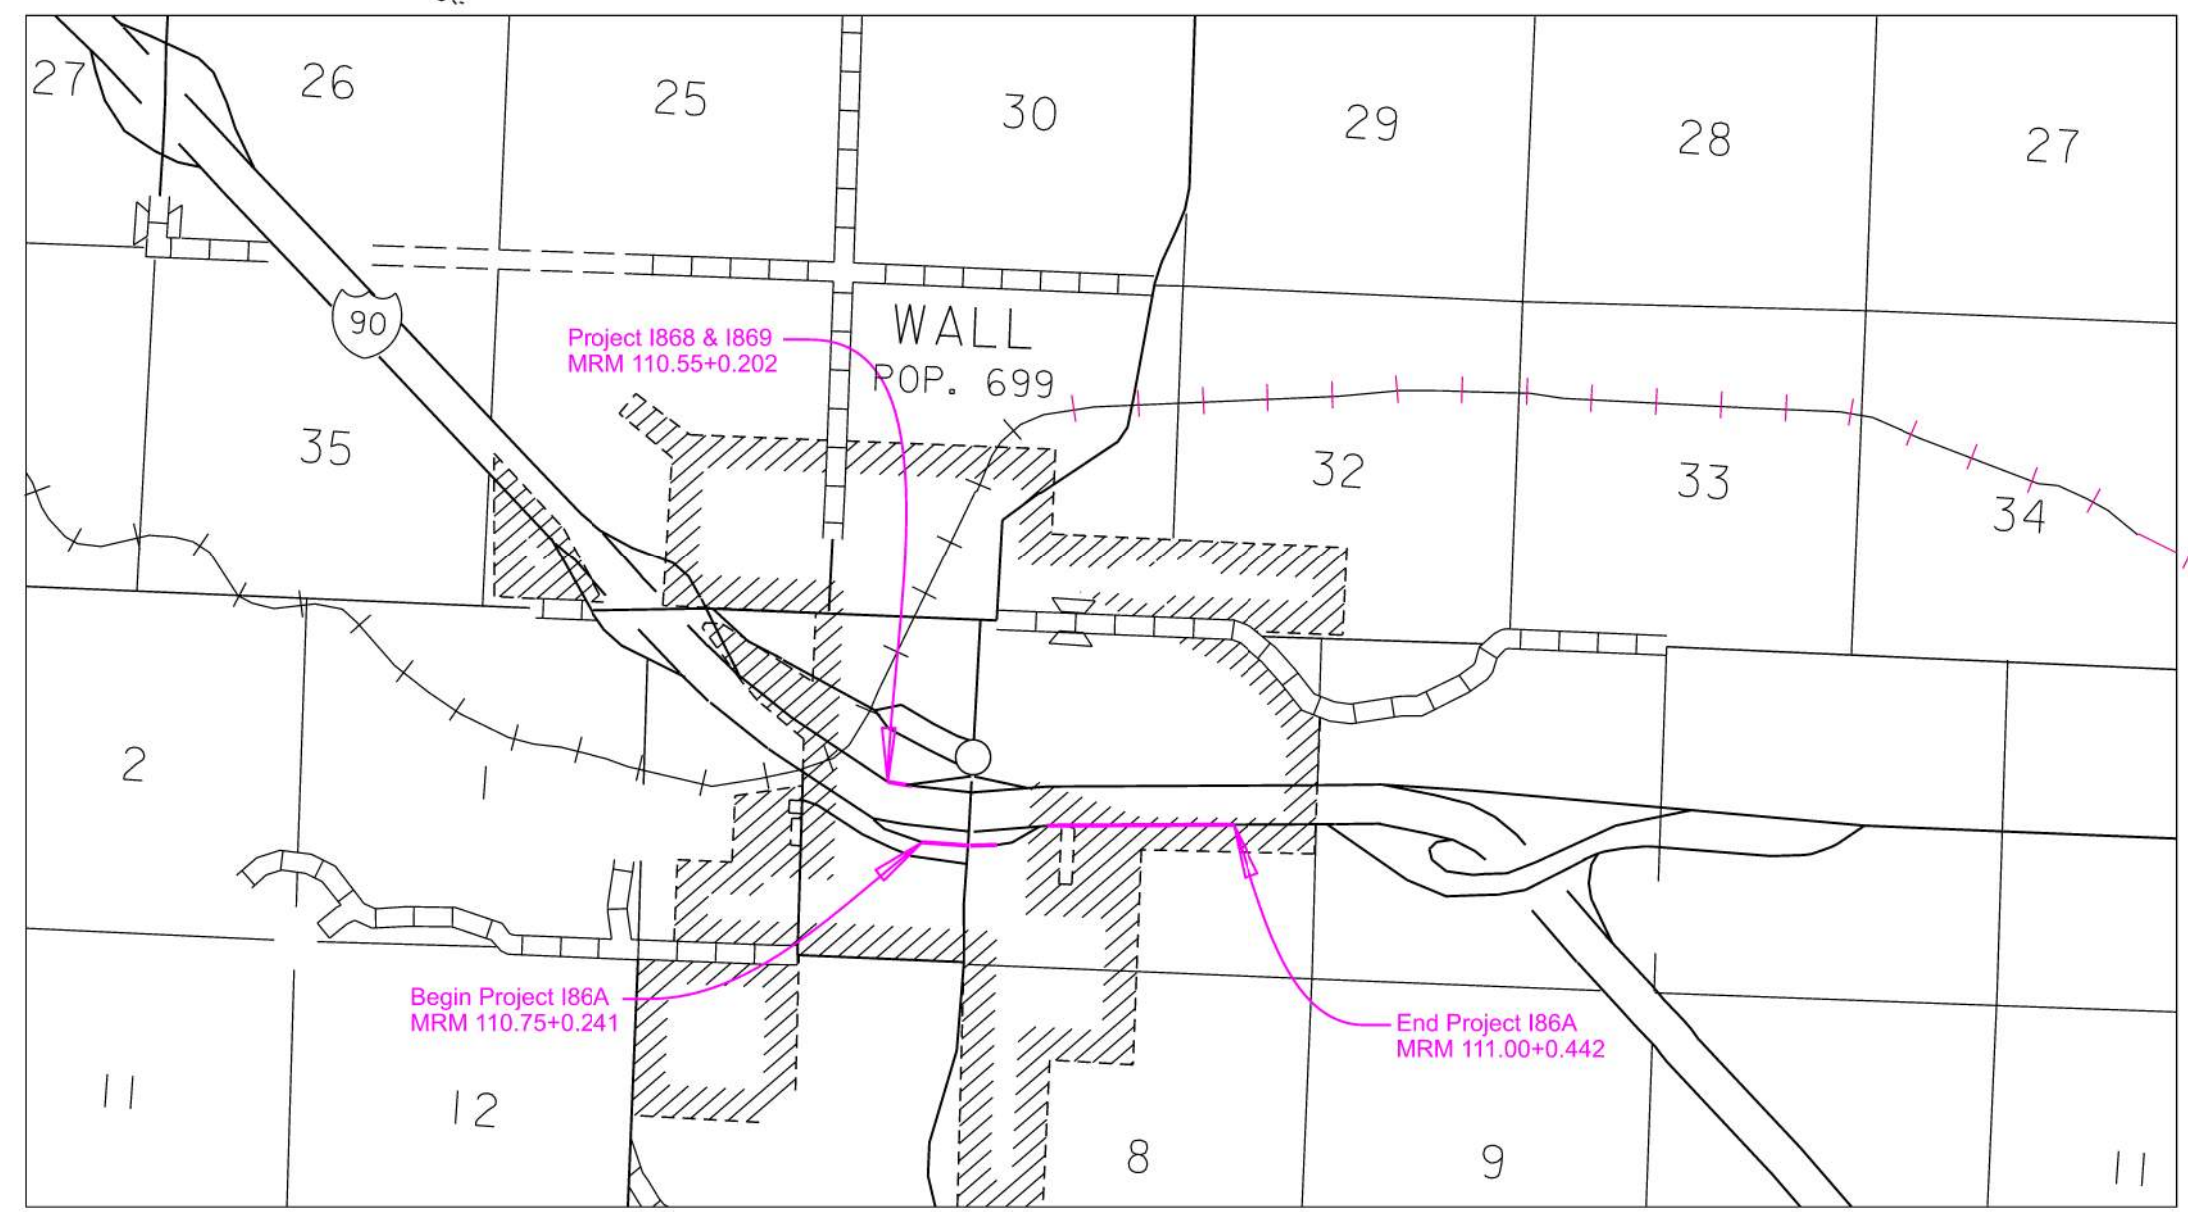 27
26
25
30
29
28
27
90
Project I868 & I869
MRM 110.55+0.202
WALL
POP. 699
35
32
33
34
2
1
Begin Project I86A
MRM 110.75+0.241
End Project I86A
MRM 111.00+0.442
11
12
8
9
11